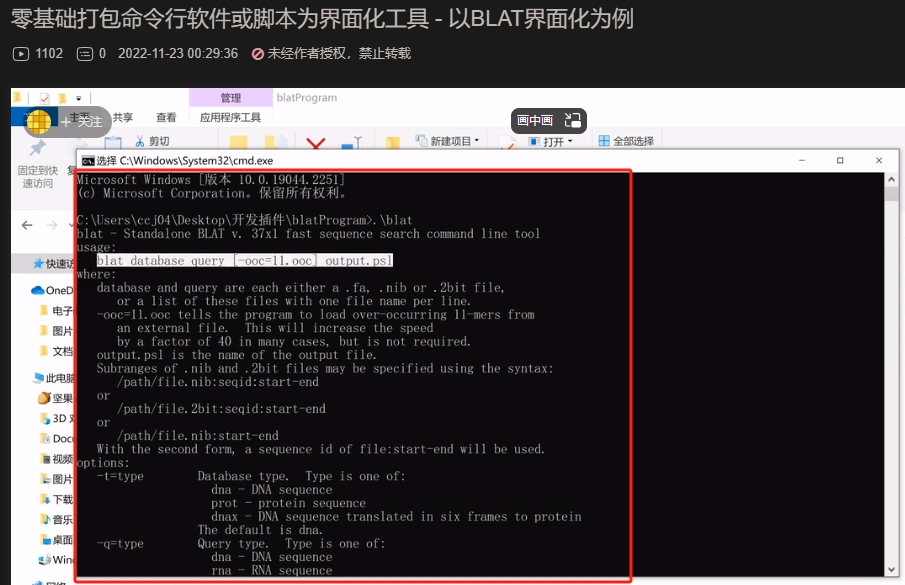 零基础打包命令行软件或脚本为界面化工具 - 以BLAT界面化为例
1102 0 2022-11-23 00:29:36 未经作者授权，禁止转载
管理 blatProgram
+ 关注 共享 查看 应用程序工具
画中画
剪切 新建项目 打开 全部选择
固定到快
速访问
选择 C:\Windows\System32\cmd.exe
Microsoft Windows [版本 10.0.19044.2251]
(c) Microsoft Corporation。保留所有权利。
C:\Users\ccj04\Desktop\开发插件\blatProgram>.\blat
blat - Standalone BLAT v. 37x1 fast sequence search command line tool
usage:
blat database query [-ooc=11.ooc] output.psl
where:
database and query are each either a .fa, .nib or .2bit file,
or a list of these files with one file name per line.
-ooc=11.ooc tells the program to load over-occurring 11-mers from
an external file.  This will increase the speed
by a factor of 40 in many cases, but is not required.
output.psl is the name of the output file.
Subranges of .nib and .2bit files may be specified using the syntax:
/path/file.nib:seqid:start-end
or
/path/file.2bit:seqid:start-end
or
/path/file.nib:start-end
With the second form, a sequence id of file:start-end will be used.
options:
-t=type Database type.  Type is one of:
dna - DNA sequence
prot - protein sequence
dnax - DNA sequence translated in six frames to protein
The default is dna.
-q=type Query type.  Type is one of:
dna - DNA sequence
rna - RNA sequence
快速访
OneD
电子
图片
文档
此电脑
坚果
3D 对
Docu
视频
图片
下载
音乐
桌面
Wind